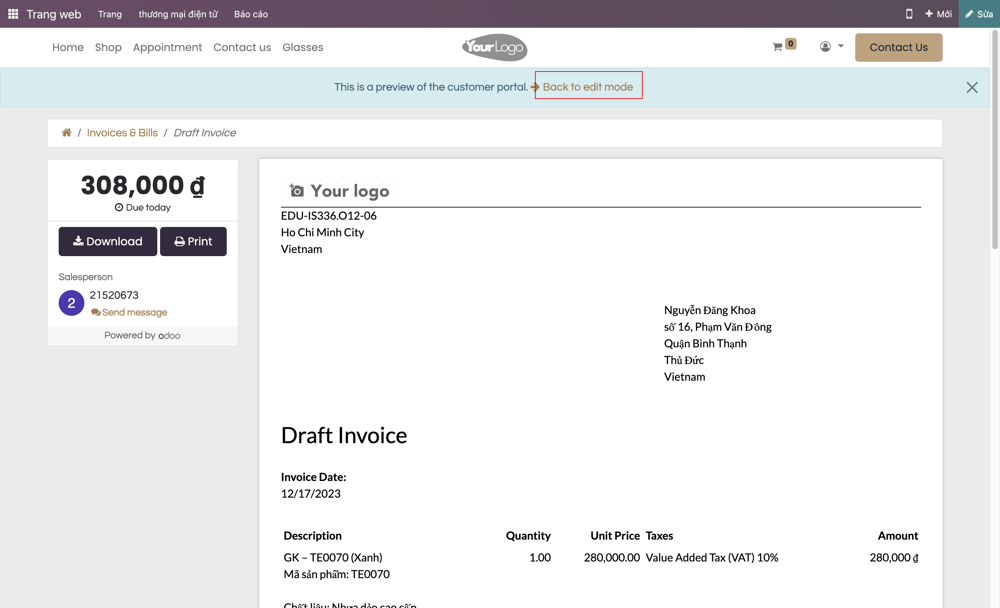 Trang web Trang thương mại điện tử Báo cáo Mới Sửa
Home Shop Appointment Contact us Glasses YourLogo 0 Contact Us
This is a preview of the customer portal. Back to edit mode
/ Invoices & Bills / Draft Invoice
308,000 ₫
Due today
Download Print
Salesperson
2 21520673
Send message
Powered by odoo
Your logo
EDU-IS336.O12-06
Ho Chi Minh City
Vietnam
Nguyễn Đăng Khoa
số 16, Phạm Văn Đồng
Quận Bình Thạnh
Thủ Đức
Vietnam
Draft Invoice
Invoice Date:
12/17/2023
Description Quantity Unit Price Taxes Amount
GK – TE0070 (Xanh) 1.00 280,000.00 Value Added Tax (VAT) 10% 280,000 ₫
Mã sản phẩm: TE0070
Chất liệu: Nhựa dẻo cao cấp